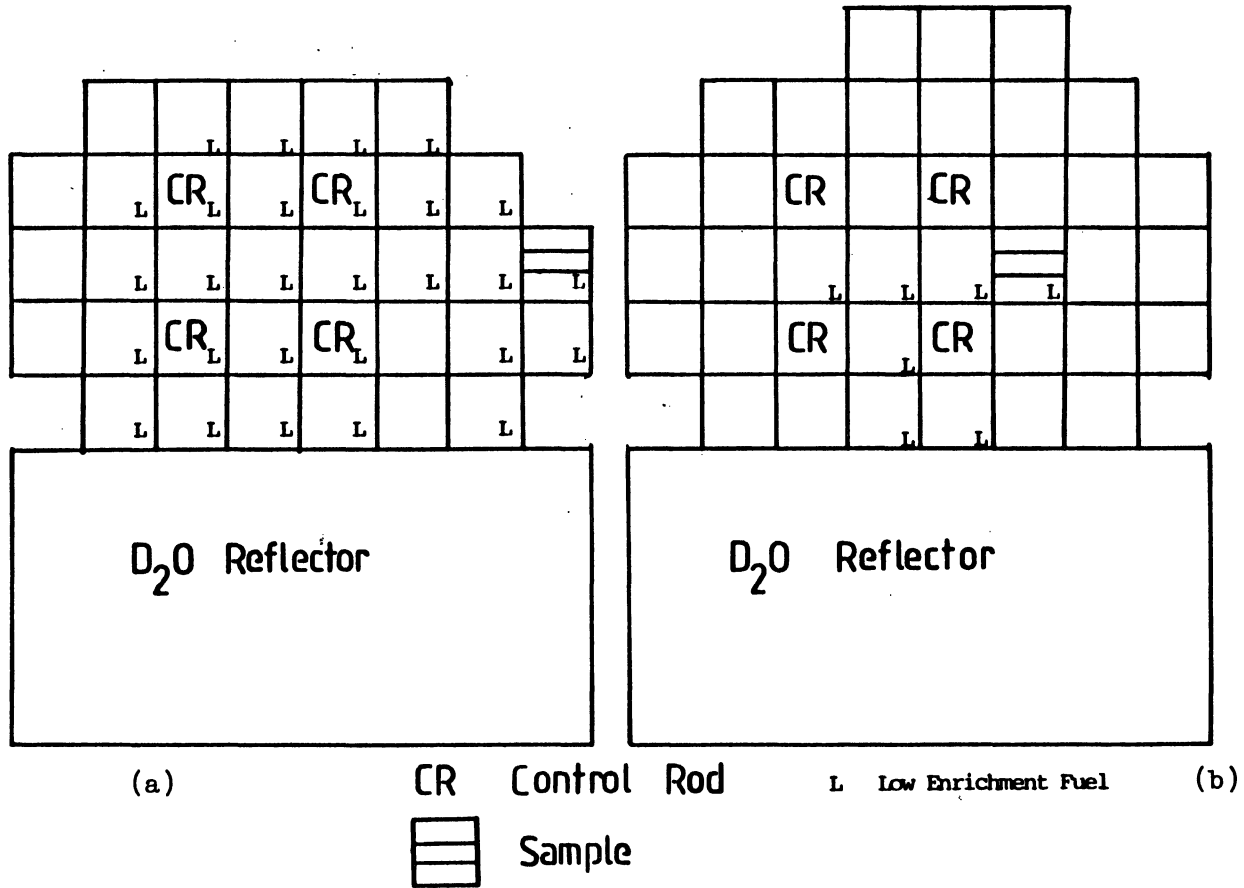 L L L L
CR CR
L L L L L L
L L L L L L L
CR CR
L L L L L L
L L L L L
D2O Reflector
(a)
CR CR
L L L L
CR CR
L
L L
D2O Reflector
(b)
CR Control Rod L Low Enrichment Fuel
Sample